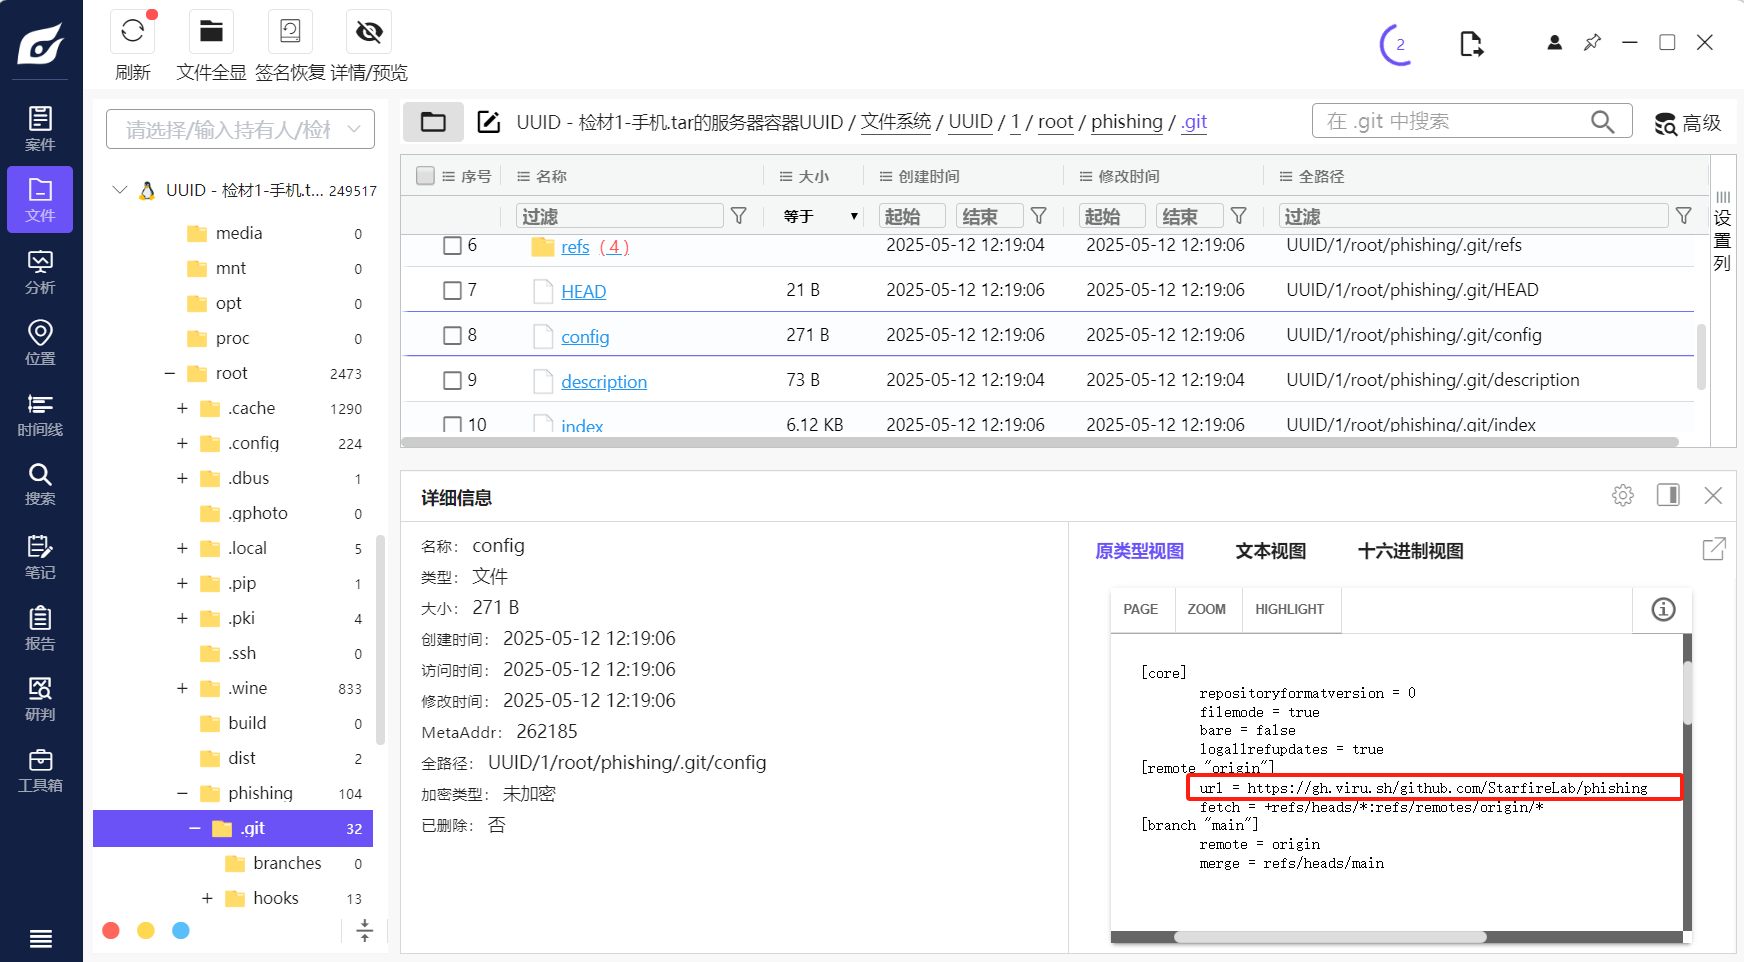 刷新
文件全显
签名恢复
详情/预览
2
案件
文件
分析
位置
时间线
搜索
笔记
报告
研判
工具箱
请选择/输入持有人/检
UUID - 检材1-手机.t... 249517
media 0
mnt 0
opt 0
proc 0
root 2473
.cache 1290
.config 224
.dbus 1
.gphoto 0
.local 5
.pip 1
.pki 4
.ssh 0
.wine 833
build 0
dist 2
phishing 104
.git 32
branches 0
hooks 13
UUID - 检材1-手机.tar的服务器容器UUID / 文件系统 / UUID / 1 / root / phishing / .git
在 .git 中搜索
高级
序号 名称 大小 创建时间 修改时间 全路径
过滤 等于 起始 结束 起始 结束 过滤
设置列
6 refs (4) 2025-05-12 12:19:04 2025-05-12 12:19:06 UUID/1/root/phishing/.git/refs
7 HEAD 21 B 2025-05-12 12:19:06 2025-05-12 12:19:06 UUID/1/root/phishing/.git/HEAD
8 config 271 B 2025-05-12 12:19:06 2025-05-12 12:19:06 UUID/1/root/phishing/.git/config
9 description 73 B 2025-05-12 12:19:04 2025-05-12 12:19:04 UUID/1/root/phishing/.git/description
10 index 6.12 KB 2025-05-12 12:19:06 2025-05-12 12:19:06 UUID/1/root/phishing/.git/index
详细信息
名称: config
类型: 文件
大小: 271 B
创建时间: 2025-05-12 12:19:06
访问时间: 2025-05-12 12:19:06
修改时间: 2025-05-12 12:19:06
MetaAddr: 262185
全路径: UUID/1/root/phishing/.git/config
加密类型: 未加密
已删除: 否
原类型视图 文本视图 十六进制视图
PAGE ZOOM HIGHLIGHT
[core]
repositoryformatversion = 0
filemode = true
bare = false
logallrefupdates = true
[remote "origin"]
url = https://gh.viru.sh/github.com/StarfireLab/phishing
fetch = +refs/heads/*:refs/remotes/origin/*
[branch "main"]
remote = origin
merge = refs/heads/main